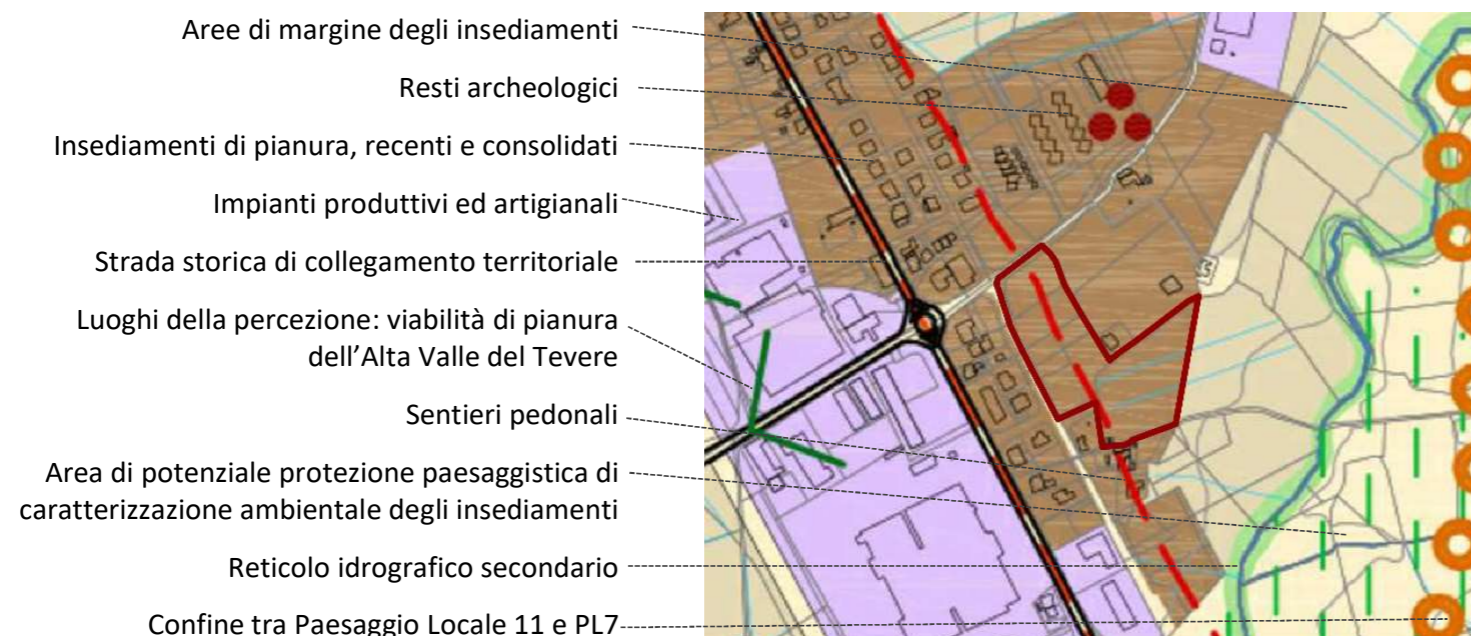 Aree di margine degli insediamenti
Resti archeologici
Insediamenti di pianura, recenti e consolidati
Impianti produttivi ed artigianali
Strada storica di collegamento territoriale
Luoghi della percezione: viabilità di pianura
dell’Alta Valle del Tevere
Sentieri pedonali
Area di potenziale protezione paesaggistica di
caratterizzazione ambientale degli insediamenti
Reticolo idrografico secondario
Confine tra Paesaggio Locale 11 e PL7